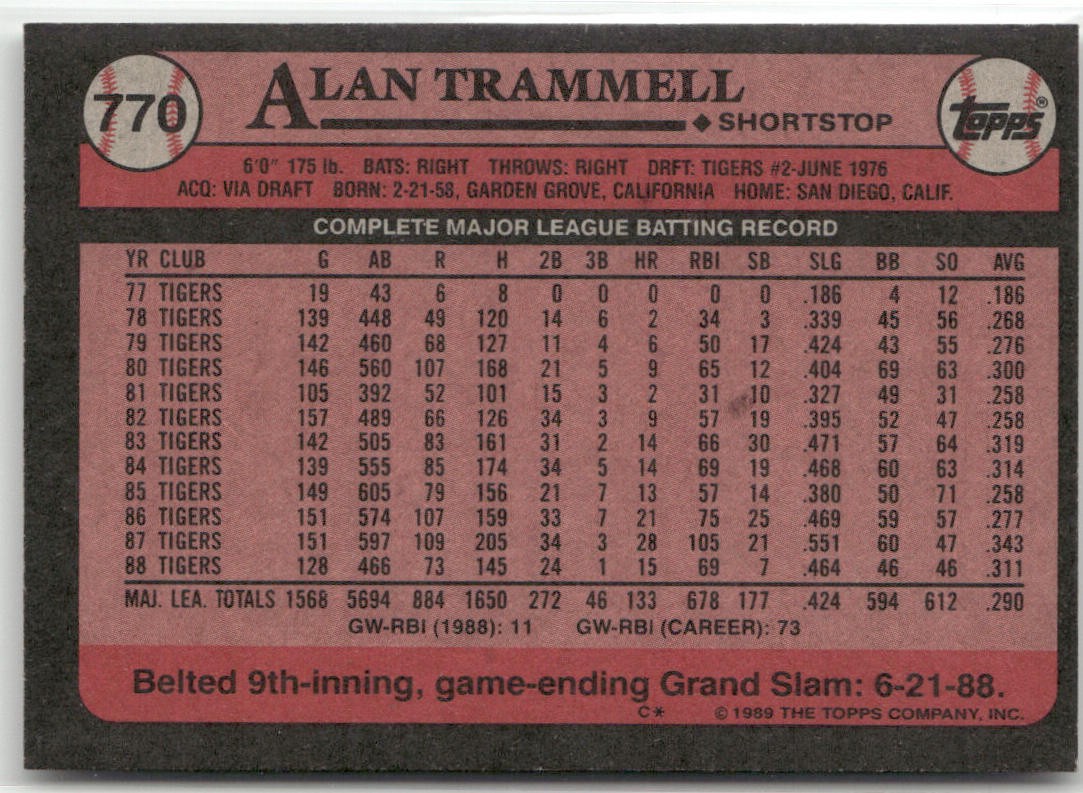 770 ALAN TRAMMELL topps®
◆ SHORTSTOP
6'0" 175 lb. BATS: RIGHT THROWS: RIGHT DRFT: TIGERS #2-JUNE 1976
ACQ: VIA DRAFT BORN: 2-21-58, GARDEN GROVE, CALIFORNIA HOME: SAN DIEGO, CALIF.
COMPLETE MAJOR LEAGUE BATTING RECORD
YR CLUB G AB R H 2B 3B HR RBI SB SLG BB SO AVG
77 TIGERS 19 43 6 8 0 0 0 0 0 .186 4 12 .186
78 TIGERS 139 448 49 120 14 6 2 34 3 .339 45 56 .268
79 TIGERS 142 460 68 127 11 4 6 50 17 .424 43 55 .276
80 TIGERS 146 560 107 168 21 5 9 65 12 .404 69 63 .300
81 TIGERS 105 392 52 101 15 3 2 31 10 .327 49 31 .258
82 TIGERS 157 489 66 126 34 3 9 57 19 .395 52 47 .258
83 TIGERS 142 505 83 161 31 2 14 66 30 .471 57 64 .319
84 TIGERS 139 555 85 174 34 5 14 69 19 .468 60 63 .314
85 TIGERS 149 605 79 156 21 7 13 57 14 .380 50 71 .258
86 TIGERS 151 574 107 159 33 7 21 75 25 .469 59 57 .277
87 TIGERS 151 597 109 205 34 3 28 105 21 .551 60 47 .343
88 TIGERS 128 466 73 145 24 1 15 69 7 .464 46 46 .311
MAJ. LEA. TOTALS 1568 5694 884 1650 272 46 133 678 177 .424 594 612 .290
GW-RBI (1988): 11 GW-RBI (CAREER): 73
Belted 9th-inning, game-ending Grand Slam: 6-21-88.
C* © 1989 THE TOPPS COMPANY, INC.